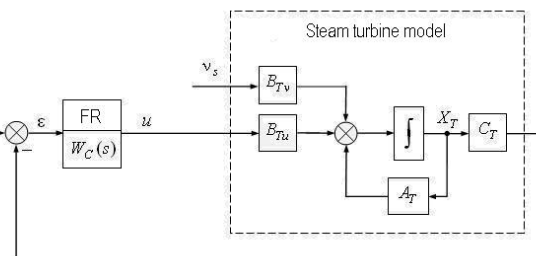 Steam turbine model
ν_s
B_Tν
ε
FR
u
W_C(s)
B_Tu
∫
X_T
C_T
A_T
−